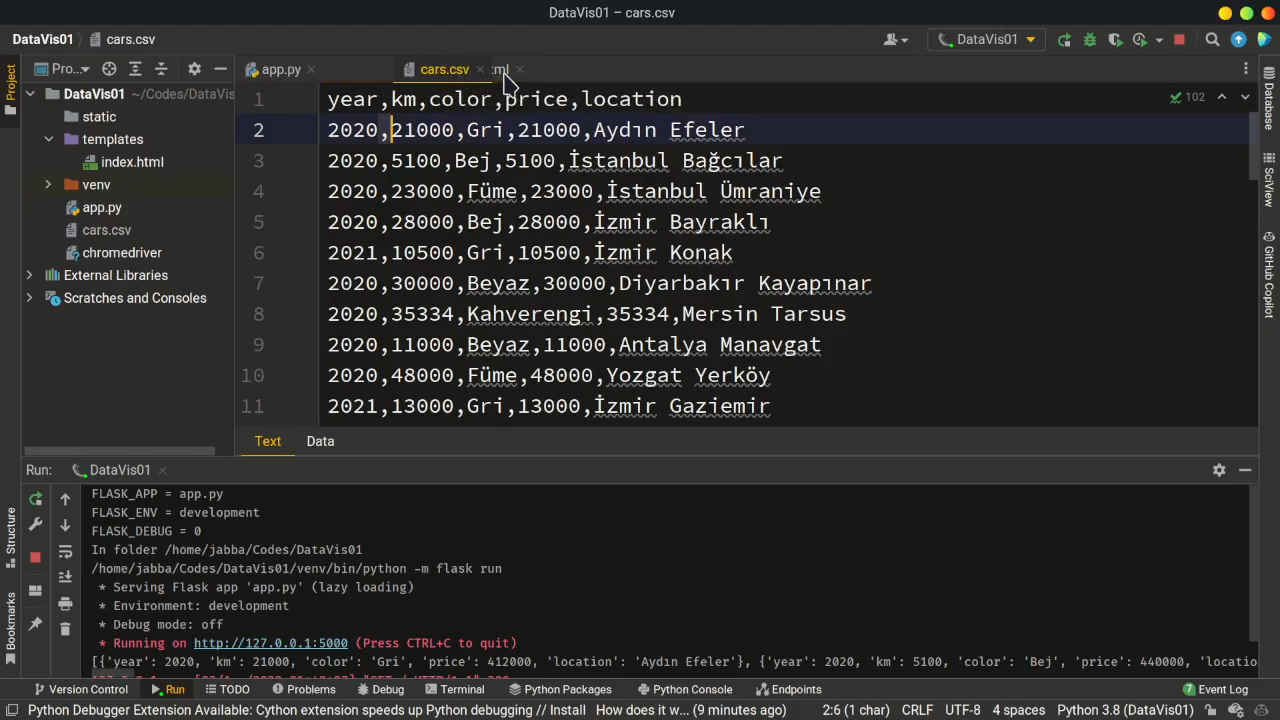 DataVis01 – cars.csv
DataVis01 cars.csv DataVis01
Project Pro... app.py cars.csv tml
DataVis01 ~/Codes/DataVis
static
templates
index.html
venv
app.py
cars.csv
chromedriver
External Libraries
Scratches and Consoles
1 year,km,color,price,location
2 2020,21000,Gri,21000,Aydın Efeler
3 2020,5100,Bej,5100,İstanbul Bağcılar
4 2020,23000,Füme,23000,İstanbul Ümraniye
5 2020,28000,Bej,28000,İzmir Bayraklı
6 2021,10500,Gri,10500,İzmir Konak
7 2020,30000,Beyaz,30000,Diyarbakır Kayapınar
8 2020,35334,Kahverengi,35334,Mersin Tarsus
9 2020,11000,Beyaz,11000,Antalya Manavgat
10 2020,48000,Füme,48000,Yozgat Yerköy
11 2021,13000,Gri,13000,İzmir Gaziemir
102
Database
SciView
GitHub Copilot
Text Data
Run: DataVis01
Structure
Bookmarks
FLASK_APP = app.py
FLASK_ENV = development
FLASK_DEBUG = 0
In folder /home/jabba/Codes/DataVis01
/home/jabba/Codes/DataVis01/venv/bin/python -m flask run
* Serving Flask app 'app.py' (lazy loading)
* Environment: development
* Debug mode: off
* Running on http://127.0.0.1:5000 (Press CTRL+C to quit)
[{'year': 2020, 'km': 21000, 'color': 'Gri', 'price': 412000, 'location': 'Aydın Efeler'}, {'year': 2020, 'km': 5100, 'color': 'Bej', 'price': 440000, 'locatio
Version Control Run TODO Problems Debug Terminal Python Packages Python Console Endpoints 7 Event Log
Python Debugger Extension Available: Cython extension speeds up Python debugging // Install How does it w... (9 minutes ago) 2:6 (1 char) CRLF UTF-8 4 spaces Python 3.8 (DataVis01)